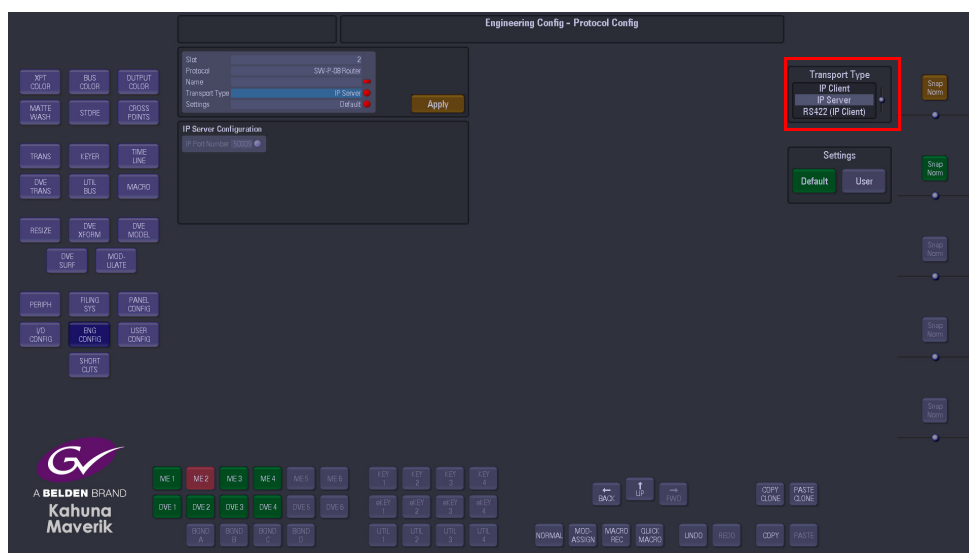 Engineering Config - Protocol Config
Slot 2
Protocol SW-P-08 Router
Name
Transport Type IP Server
Settings Default
Apply
IP Server Configuration
IP Port Number 50009
Transport Type
IP Client
IP Server
RS422 (IP Client)
Settings
Default User
Snap
Norm
Snap
Norm
Snap
Norm
Snap
Norm
Snap
Norm
XPT
COLOR
BUS
COLOR
OUTPUT
COLOR
MATTE
WASH
STORE
CROSS
POINTS
TRANS
KEYER
TIME
LINE
DVE
TRANS
UTIL
BUS
MACRO
RESIZE
DVE
XFORM
DVE
MODEL
DVE
SURF
MOD-
ULATE
PERIPH
FILING
SYS
PANEL
CONFIG
I/O
CONFIG
ENG
CONFIG
USER
CONFIG
SHORT
CUTS
GV
A BELDEN BRAND
Kahuna
Maverik
ME 1 ME 2 ME 3 ME 4 ME 5 ME 6
DVE 1 DVE 2 DVE 3 DVE 4 DVE 5 DVE 6
BGND
A
BGND
B
BGND
C
BGND
D
KEY
1
KEY
2
KEY
3
KEY
4
eKEY
1
eKEY
2
eKEY
3
eKEY
4
UTIL
1
UTIL
2
UTIL
3
UTIL
4
←
BACK
↑
UP
→
FWD
COPY
CLONE
PASTE
CLONE
NORMAL
MOD-
ASSIGN
MACRO
REC
QUICK
MACRO
UNDO
REDO
COPY
PASTE